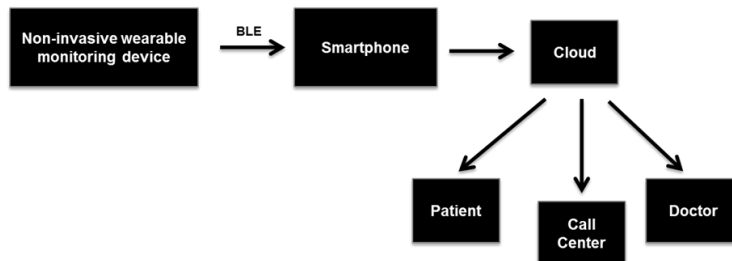 Non-invasive wearable
monitoring device
BLE
Smartphone
Cloud
Patient
Call
Center
Doctor